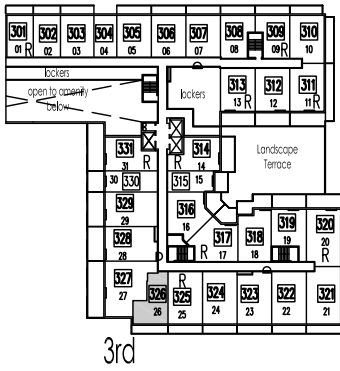 301 302 303 304 305 306 307 308 309 310
01 R 02 03 04 05 06 07 08 09 R 10
lockers
open to amenity
below
lockers
313 312 311
13 R 12 11 R
331 314
31 R R 14
Landscape
Terrace
30 330 315 15
329 316
29 16
328 317 318 319 320
28 R 17 18 19 20 R
327 326 325 324 323 322 321
27 26 R 25 24 23 22 21
3rd